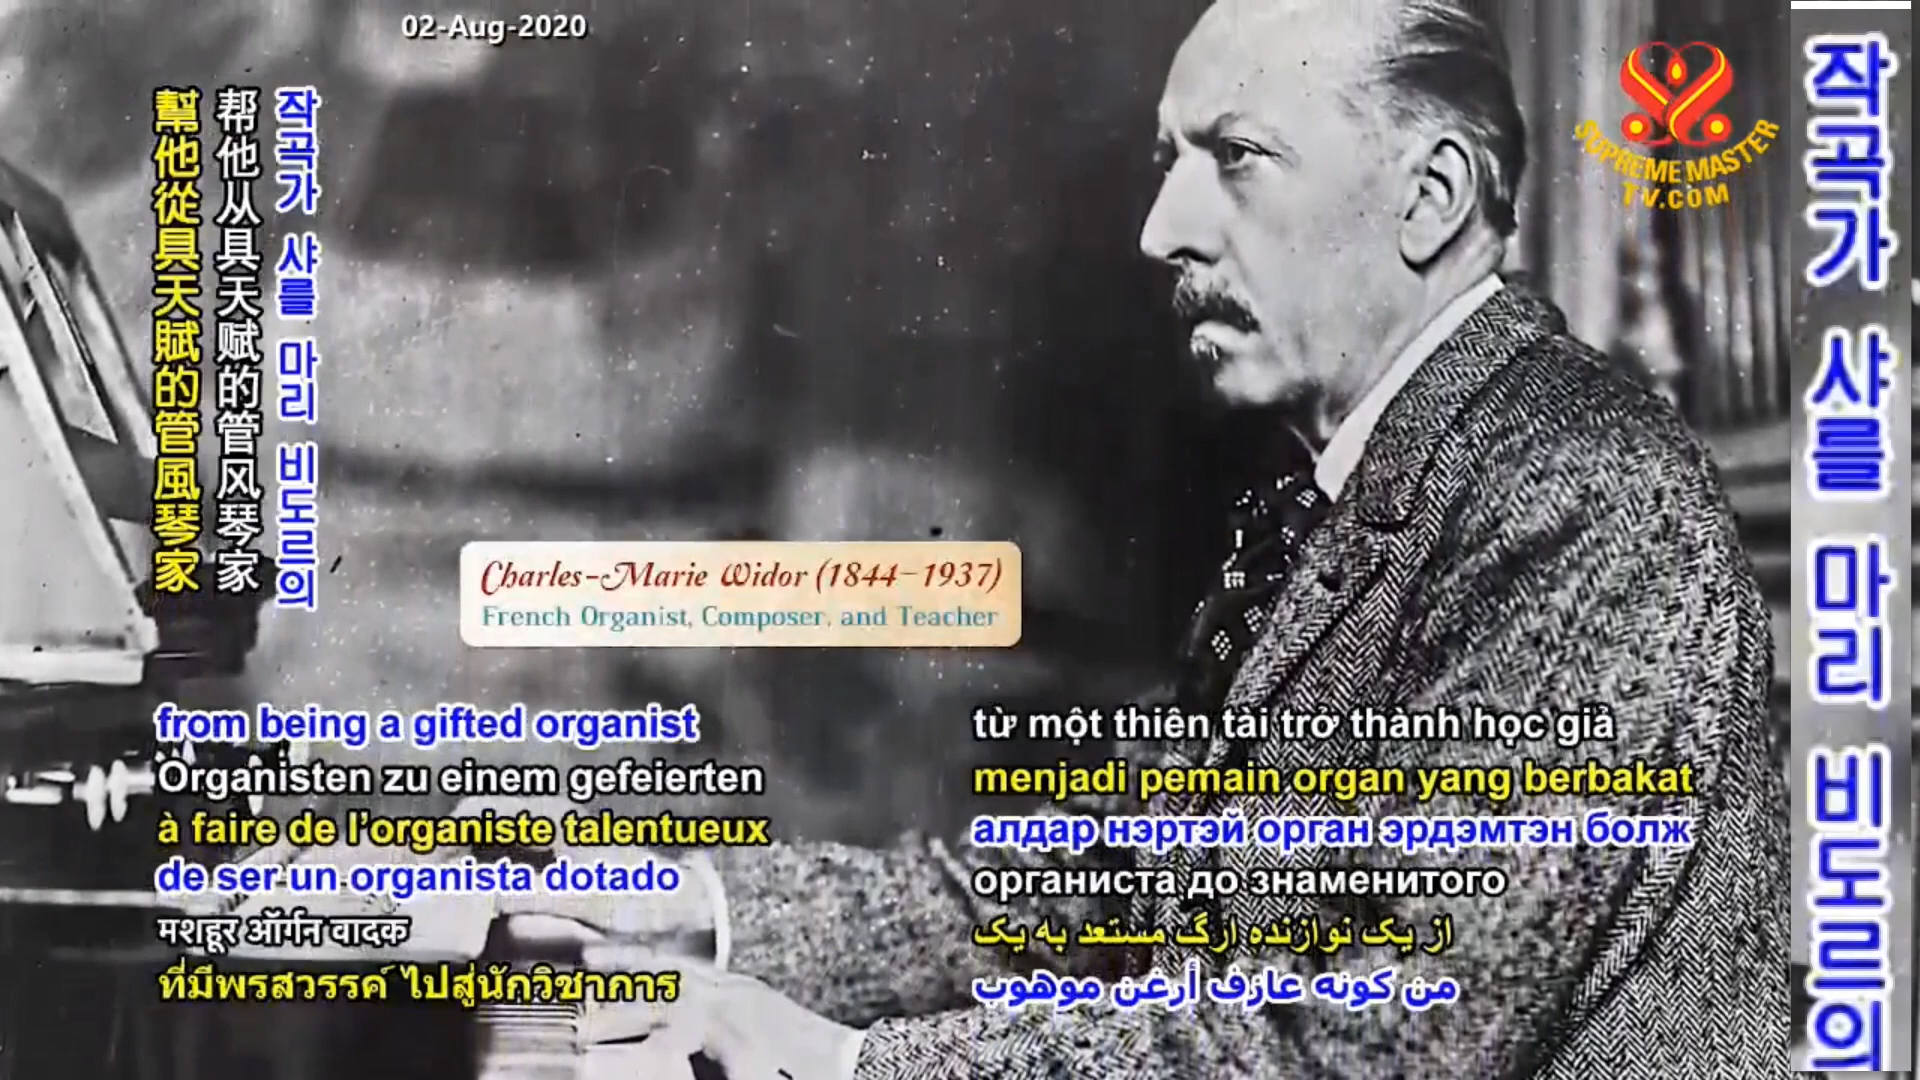 02-Aug-2020
SUPREME MASTER
TV.COM
작곡가 샤를 마리 비도르의
帮他从具天赋的管风琴家
幫他從具天賦的管風琴家
작곡가 샤를 마리 비도르의
Charles-Marie Widor (1844-1937)
French Organist, Composer, and Teacher
from being a gifted organist
Organisten zu einem gefeierten
à faire de l'organiste talentueux
de ser un organista dotado
मशहूर ऑर्गन वादक
ที่มีพรสวรรค์ ไปสู่นักวิชาการ
từ một thiên tài trở thành học giả
menjadi pemain organ yang berbakat
алдар нэртэй орган эрдэмтэн болж
органиста до знаменитого
از یک نوازنده ارگ مستعد به یک
من كونه عازف أرغن موهوب